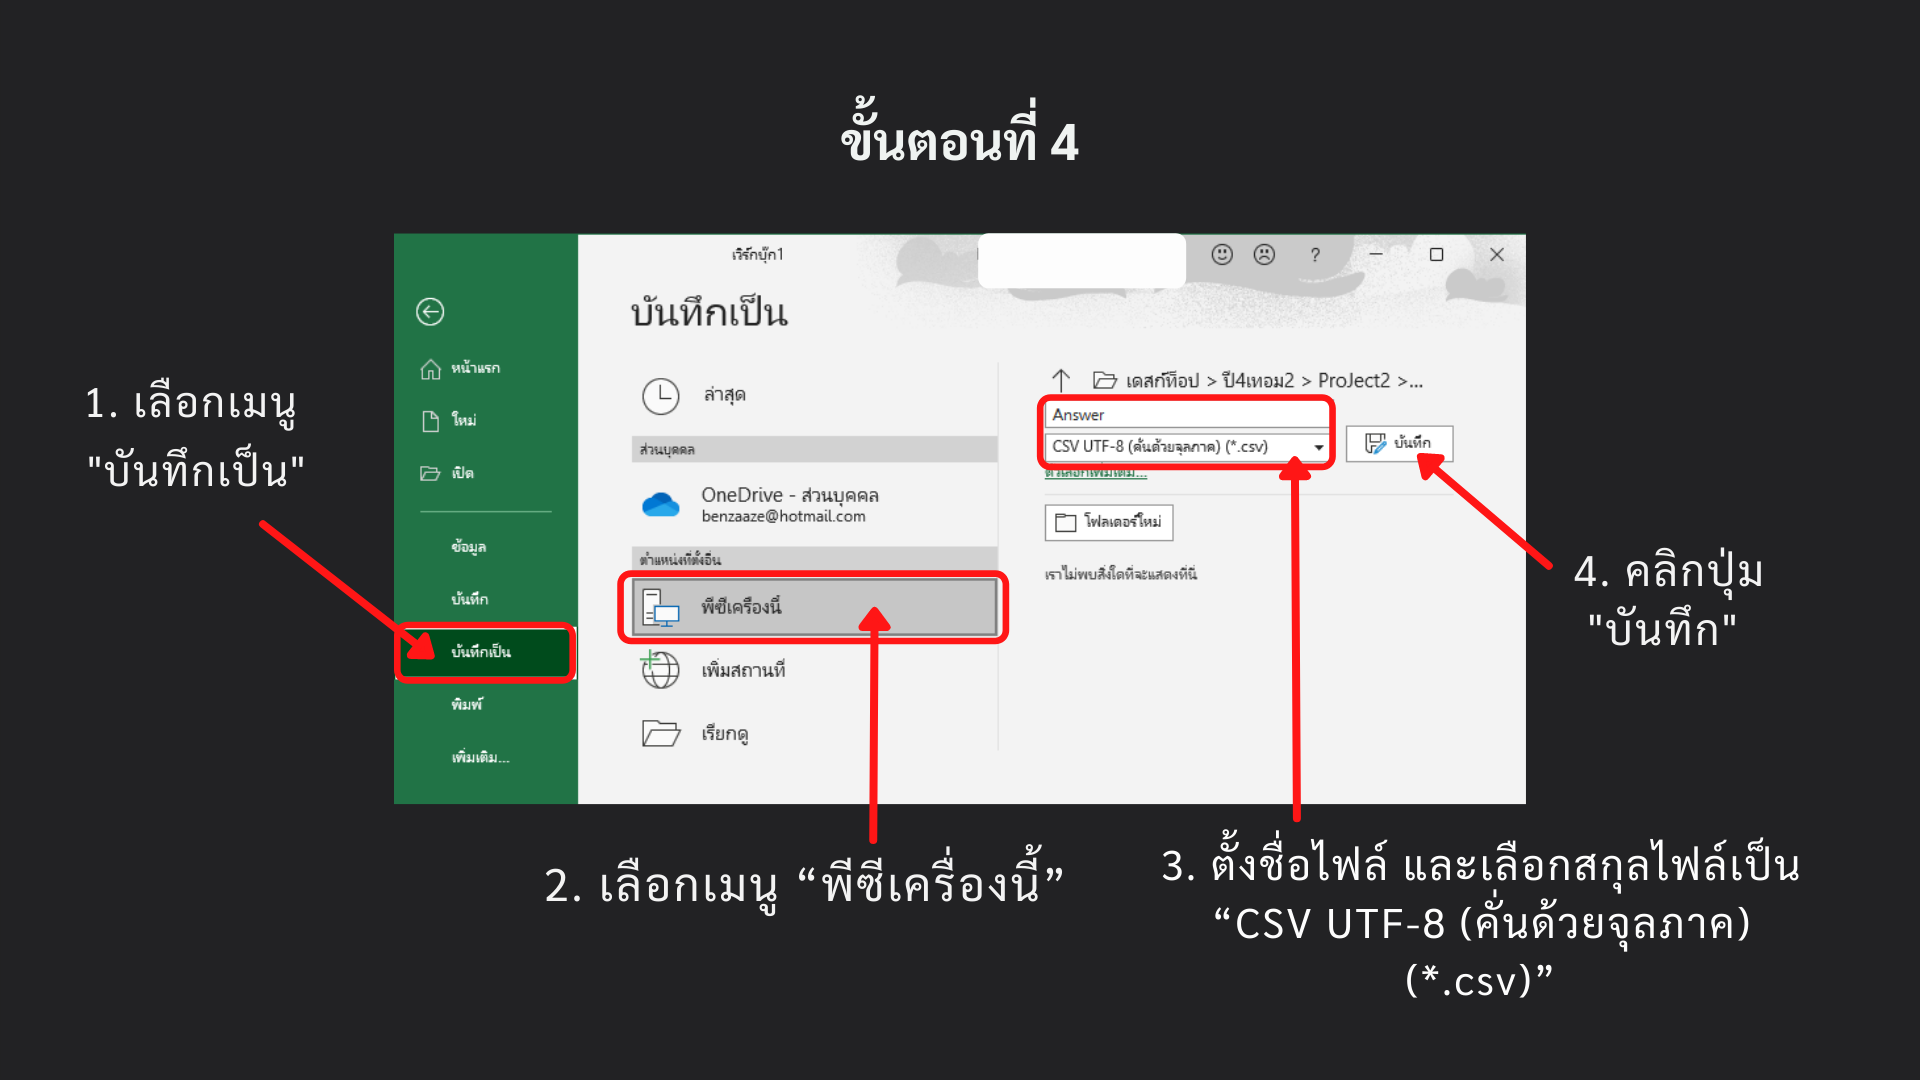 ขั้นตอนที่ 4
1. เลือกเมนู
"บันทึกเป็น"
เวิร์กบุ๊ก1
?
บันทึกเป็น
หน้าแรก
ใหม่
เปิด
ข้อมูล
บันทึก
บันทึกเป็น
พิมพ์
เพิ่มเติม...
ล่าสุด
ส่วนบุคคล
OneDrive - ส่วนบุคคล
benzaaze@hotmail.com
ตำแหน่งที่ตั้งอื่น
พีซีเครื่องนี้
เพิ่มสถานที่
เรียกดู
เดสก์ท็อป > ปี4เทอม2 > ProJect2 >...
Answer
CSV UTF-8 (คั่นด้วยจุลภาค) (*.csv)
บันทึก
ตัวเลือกเพิ่มเติม...
โฟลเดอร์ใหม่
เราไม่พบสิ่งใดที่จะแสดงที่นี่
4. คลิกปุ่ม
"บันทึก"
2. เลือกเมนู “พีซีเครื่องนี้”
3. ตั้งชื่อไฟล์ และเลือกสกุลไฟล์เป็น
“CSV UTF-8 (คั่นด้วยจุลภาค)
(*.csv)”